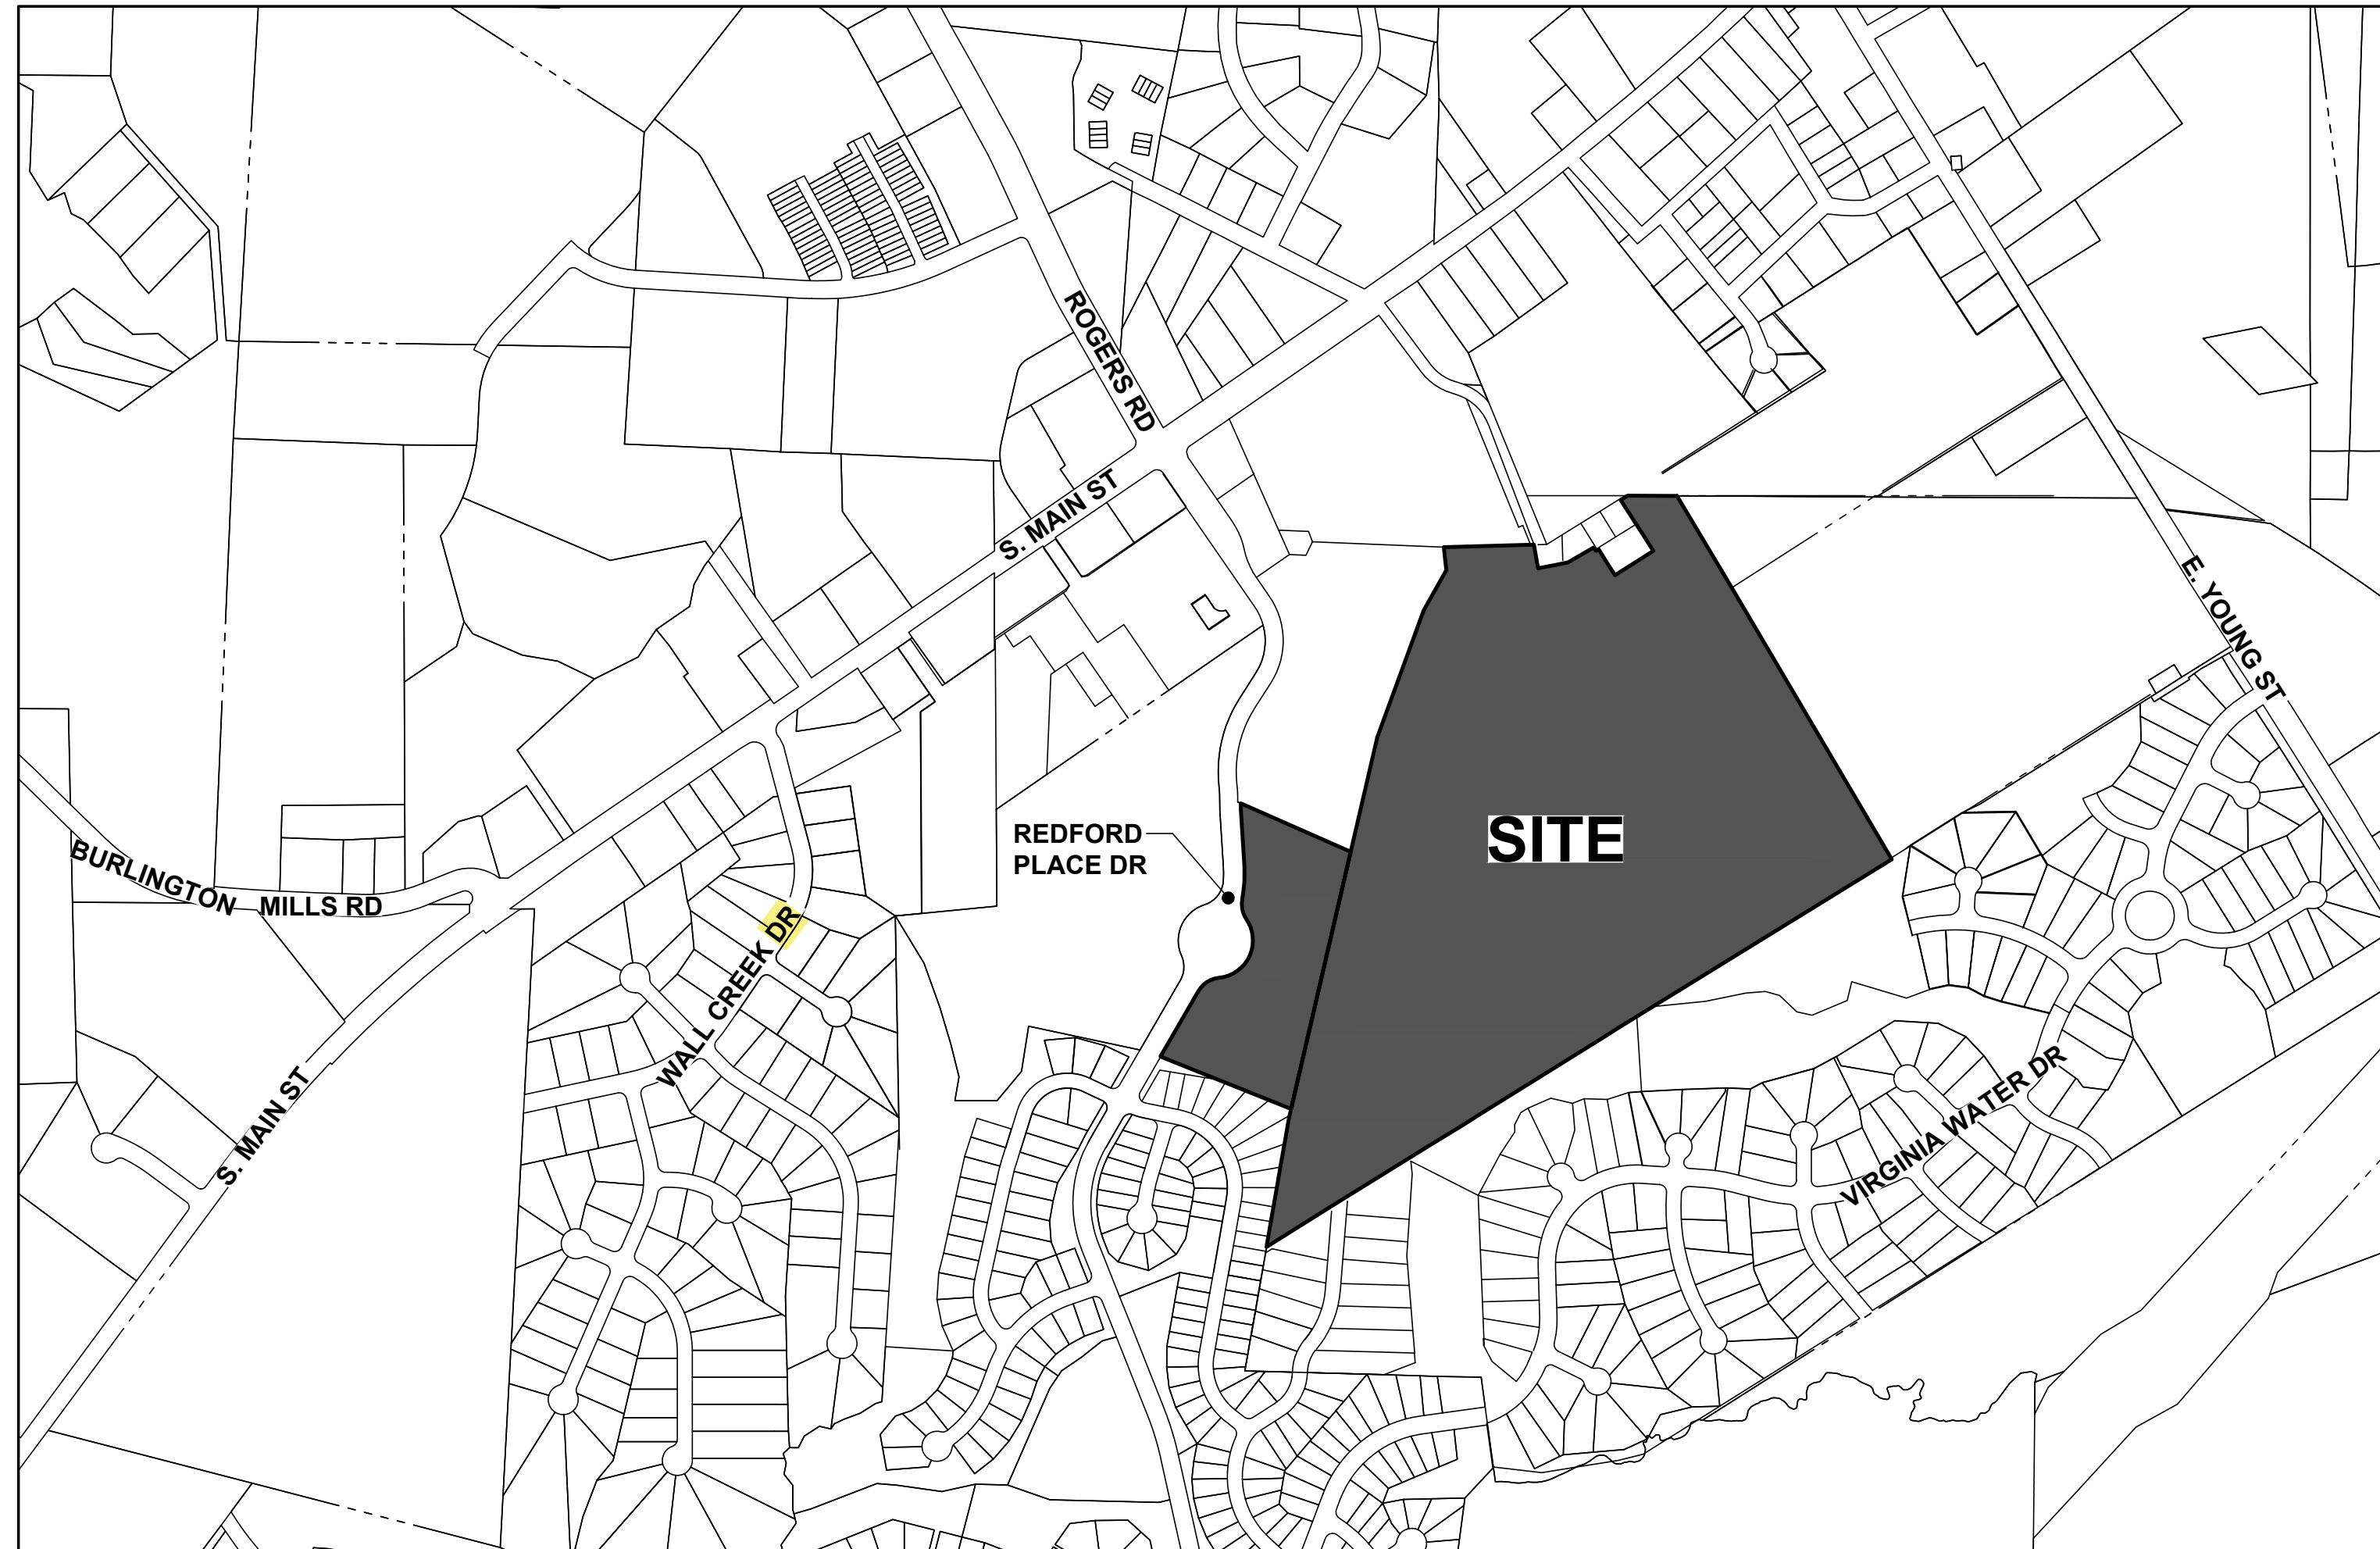 ROGERS RD
S. MAIN ST
E. YOUNG ST
SITE
REDFORD
PLACE DR
BURLINGTON MILLS RD
WALL CREEK DR
VIRGINIA WATER DR
S. MAIN ST